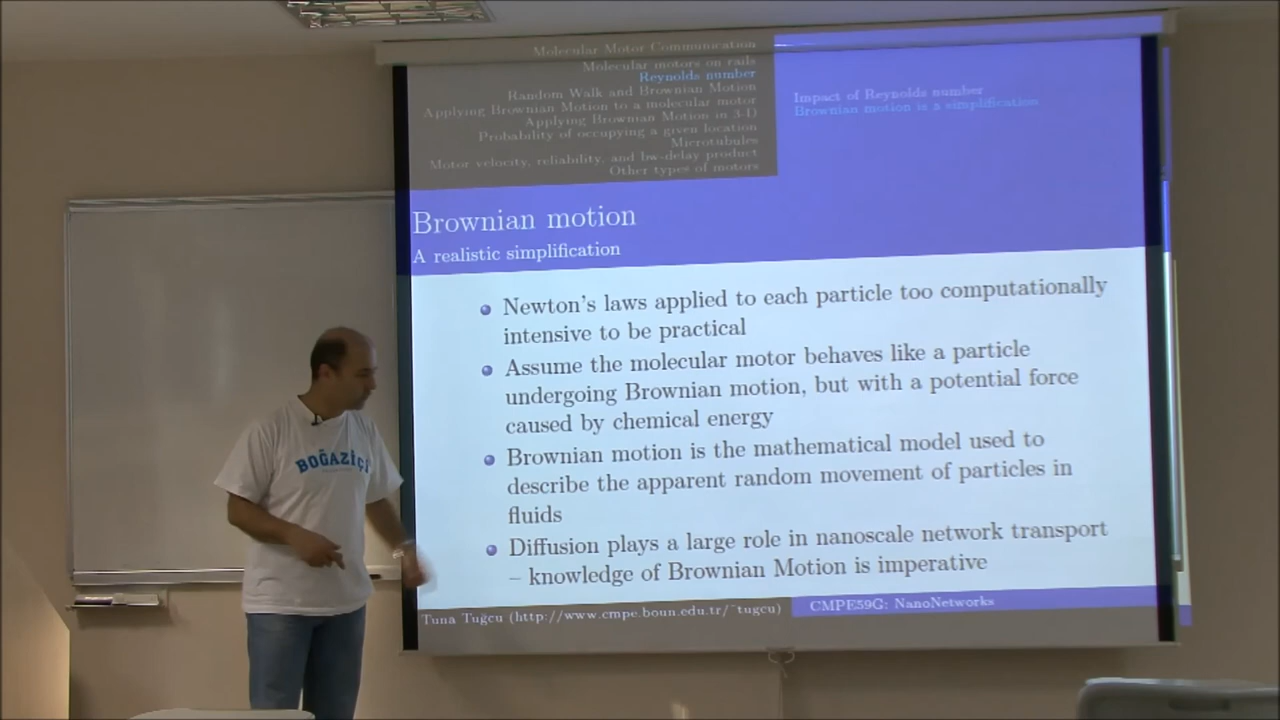 Molecular Motor Communication
Molecular motors on rails
Reynolds number
Random Walk and Brownian Motion
Applying Brownian Motion to a molecular motor
Applying Brownian Motion in 3-D
Probability of occupying a given location
Microtubules
Motor velocity, reliability, and bw-delay product
Other types of motors
Impact of Reynolds number
Brownian motion is a simplification
Brownian motion
A realistic simplification
Newton's laws applied to each particle too computationally
intensive to be practical
Assume the molecular motor behaves like a particle
undergoing Brownian motion, but with a potential force
caused by chemical energy
Brownian motion is the mathematical model used to
describe the apparent random movement of particles in
fluids
Diffusion plays a large role in nanoscale network transport
– knowledge of Brownian Motion is imperative
Tuna Tuğcu (http://www.cmpe.boun.edu.tr/~tugcu)
CMPE59G: NanoNetworks
BOĞAZİÇİ